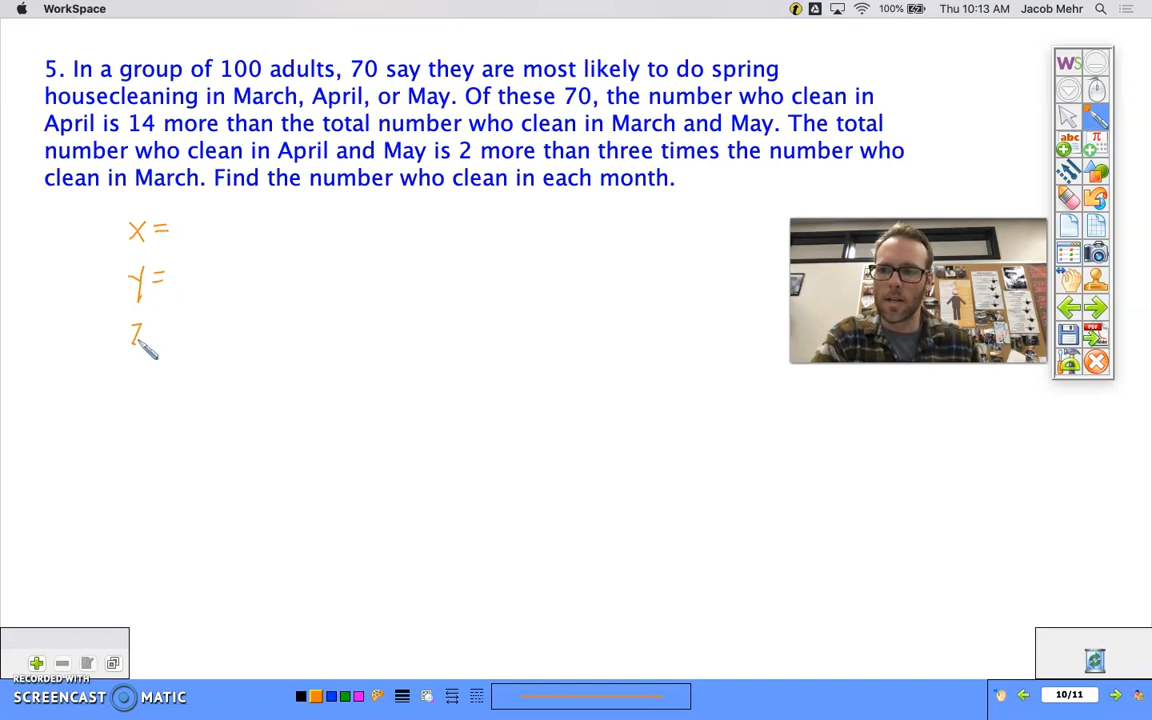 WorkSpace
100%
Thu 10:13 AM
Jacob Mehr
5. In a group of 100 adults, 70 say they are most likely to do spring
housecleaning in March, April, or May. Of these 70, the number who clean in
April is 14 more than the total number who clean in March and May. The total
number who clean in April and May is 2 more than three times the number who
clean in March. Find the number who clean in each month.
x =
y =
z
WS
abc
π
PDF
RECORDED WITH
SCREENCAST MATIC
10/11